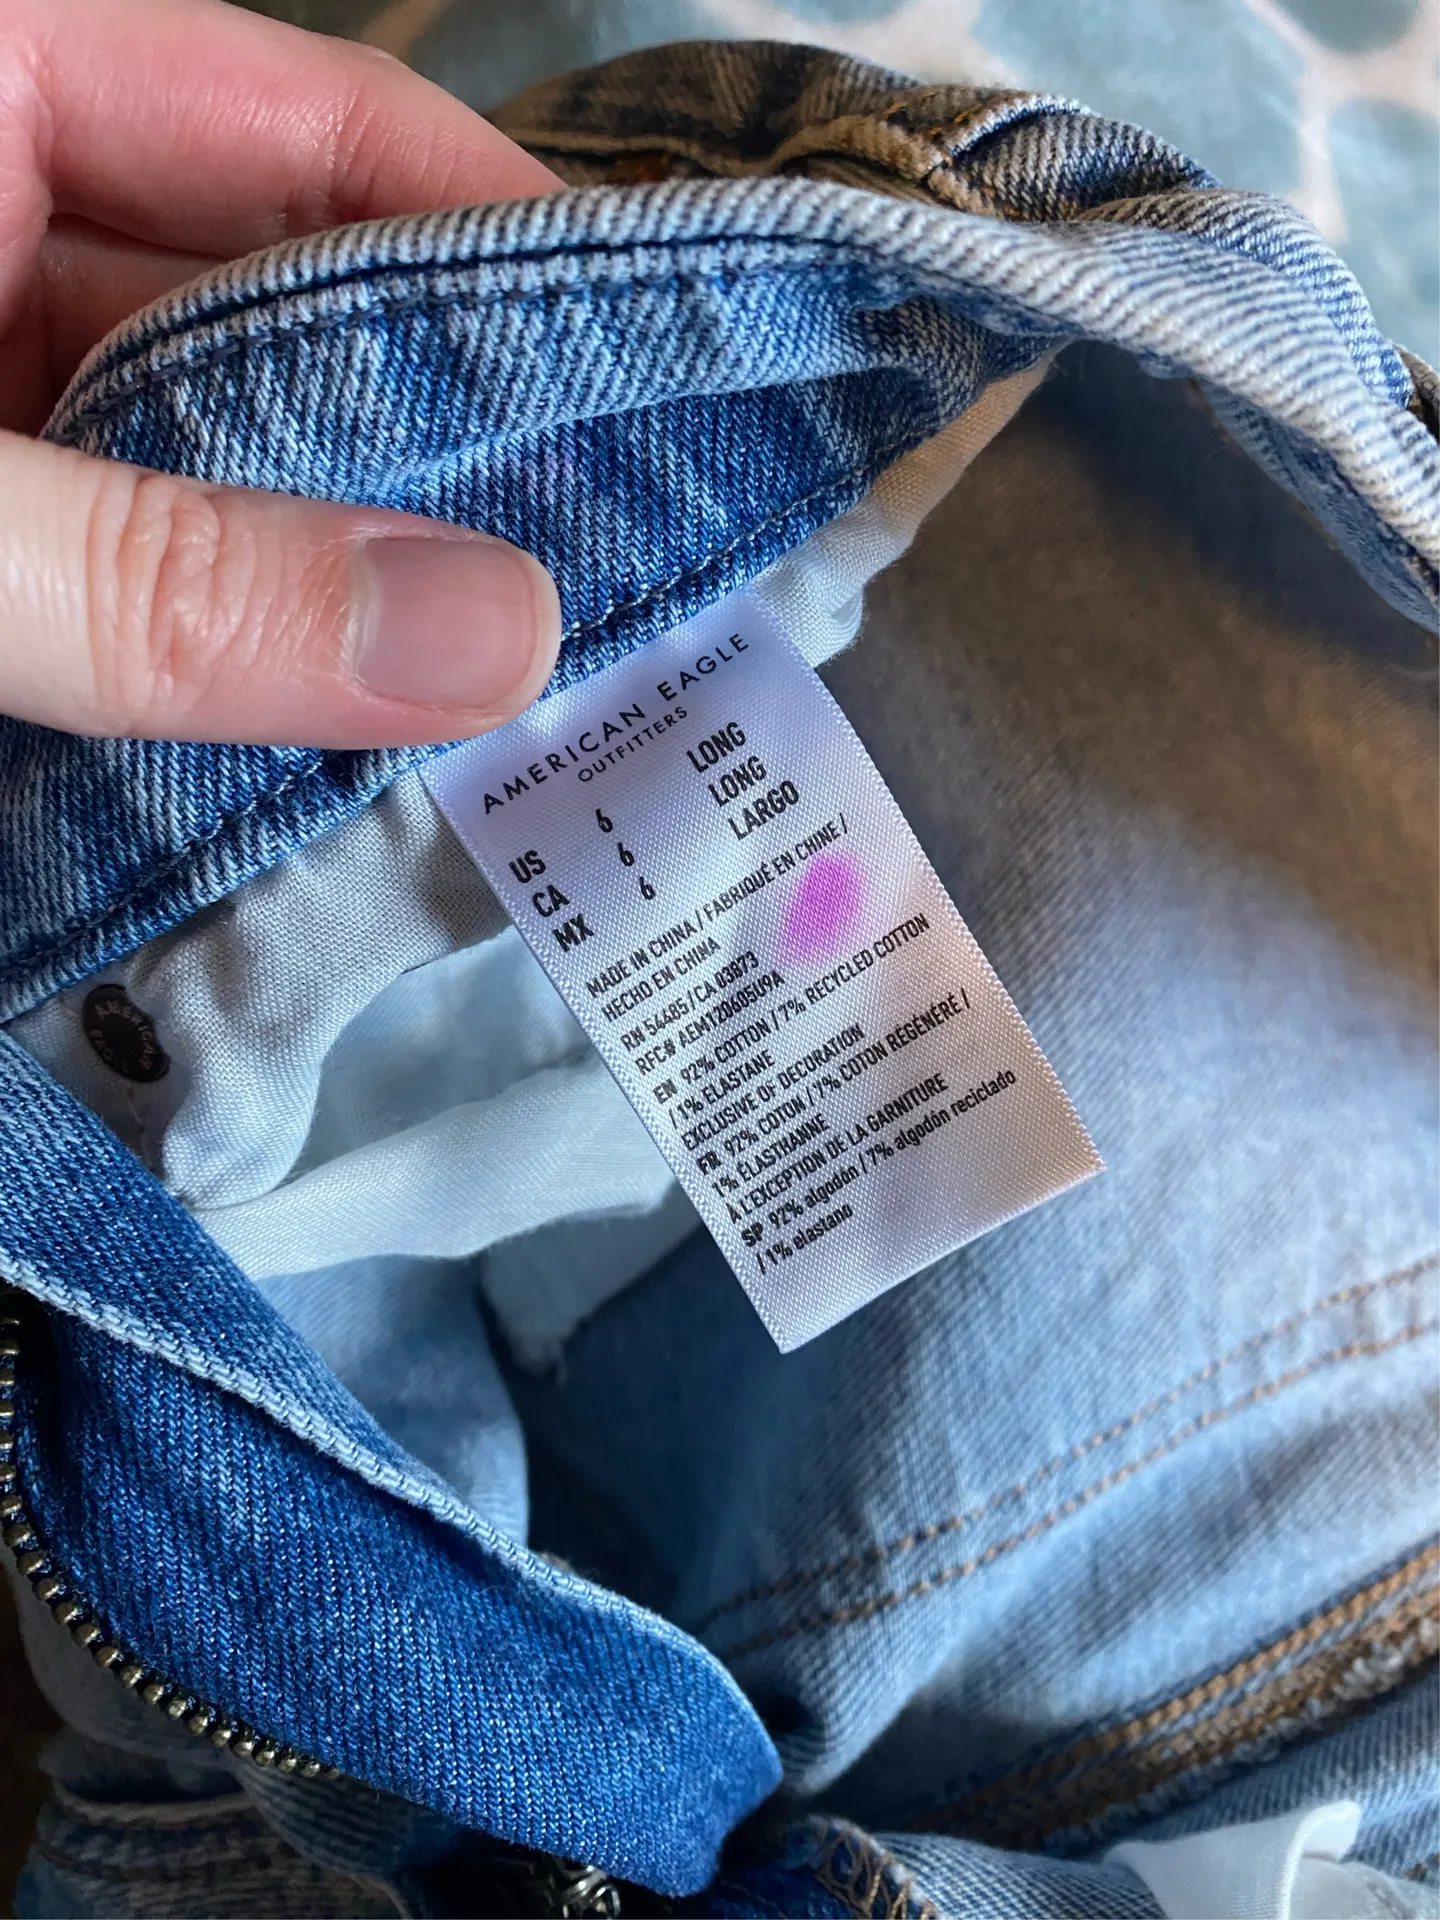 AMERICAN EAGLE
OUTFITTERS
US 6 LONG
CA 6 LONG
MX 6 LARGO
MADE IN CHINA / FABRIQUÉ EN CHINE /
HECHO EN CHINA
RN 54485 / CA 03873
RFC# AEM120605U9A
EN 92% COTTON / 7% RECYCLED COTTON
/ 1% ELASTANE
EXCLUSIVE OF DECORATION
FR 92% COTON / 7% COTON RÉGÉNÉRÉ /
1% ÉLASTHANNE
À L'EXCEPTION DE LA GARNITURE
SP 92% algodón / 7% algodón reciclado
/ 1% elastano
AMERICAN
EAGLE